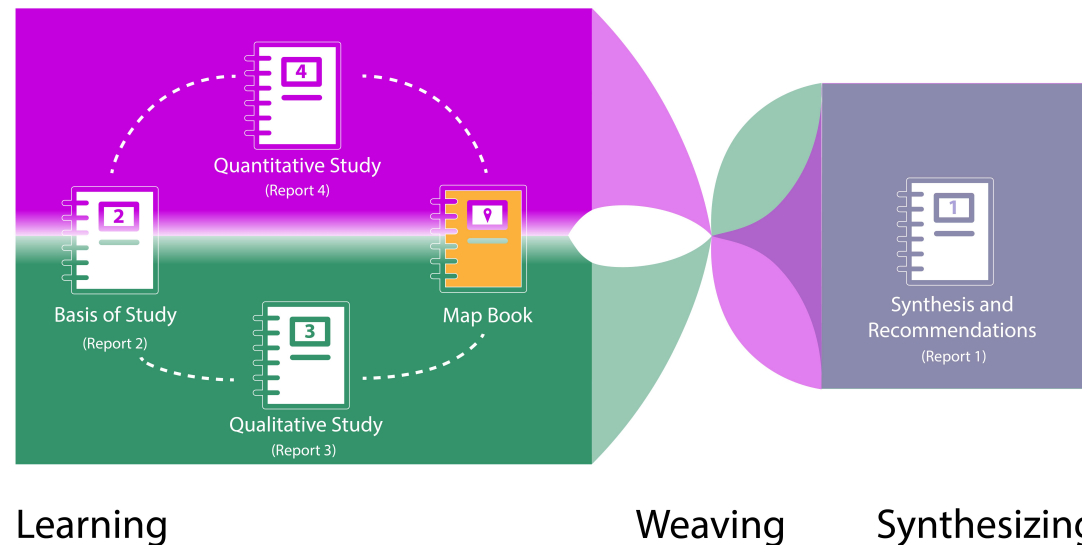 4
Quantitative Study
(Report 4)
2
Basis of Study
(Report 2)
Map Book
3
Qualitative Study
(Report 3)
1
Synthesis and
Recommendations
(Report 1)
Learning
Weaving
Synthesizing